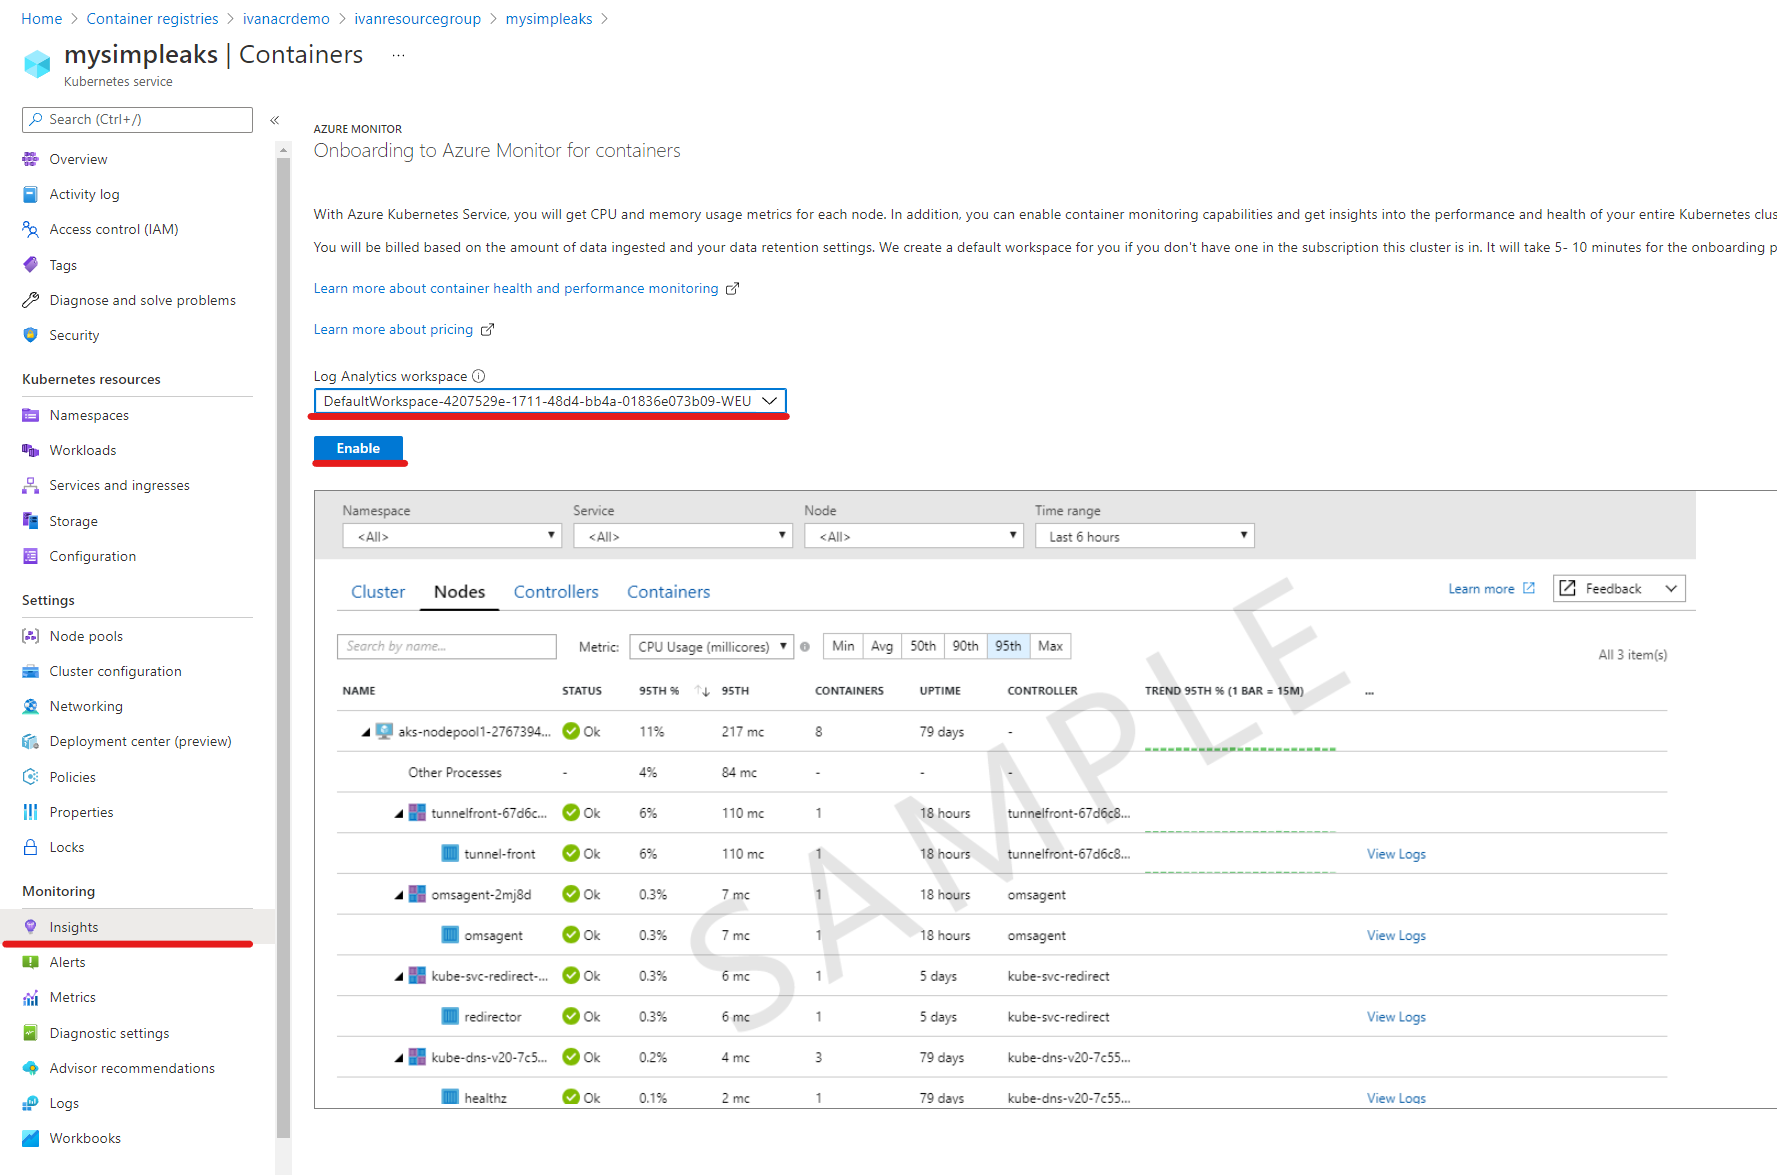 Home > Container registries > ivanacrdemo > ivanresourcegroup > mysimpleaks >
mysimpleaks | Containers ...
Kubernetes service
Search (Ctrl+/)
«
Overview
Activity log
Access control (IAM)
Tags
Diagnose and solve problems
Security
Kubernetes resources
Namespaces
Workloads
Services and ingresses
Storage
Configuration
Settings
Node pools
Cluster configuration
Networking
Deployment center (preview)
Policies
Properties
Locks
Monitoring
Insights
Alerts
Metrics
Diagnostic settings
Advisor recommendations
Logs
Workbooks
AZURE MONITOR
Onboarding to Azure Monitor for containers
With Azure Kubernetes Service, you will get CPU and memory usage metrics for each node. In addition, you can enable container monitoring capabilities and get insights into the performance and health of your entire Kubernetes clus
You will be billed based on the amount of data ingested and your data retention settings. We create a default workspace for you if you don't have one in the subscription this cluster is in. It will take 5- 10 minutes for the onboarding p
Learn more about container health and performance monitoring
Learn more about pricing
Log Analytics workspace
DefaultWorkspace-4207529e-1711-48d4-bb4a-01836e073b09-WEU
Enable
Namespace Service Node Time range
<All> <All> <All> Last 6 hours
Cluster Nodes Controllers Containers Learn more Feedback
Search by name... Metric: CPU Usage (millicores) Min Avg 50th 90th 95th Max
All 3 item(s)
NAME STATUS 95TH % ↑↓ 95TH CONTAINERS UPTIME CONTROLLER TREND 95TH % (1 BAR = 15M) ...
aks-nodepool1-2767394... Ok 11% 217 mc 8 79 days -
Other Processes - 4% 84 mc - - -
tunnelfront-67d6c... Ok 6% 110 mc 1 18 hours tunnelfront-67d6c8...
tunnel-front Ok 6% 110 mc 1 18 hours tunnelfront-67d6c8... View Logs
omsagent-2mj8d Ok 0.3% 7 mc 1 18 hours omsagent
omsagent Ok 0.3% 7 mc 1 18 hours omsagent View Logs
kube-svc-redirect-... Ok 0.3% 6 mc 1 5 days kube-svc-redirect
redirector Ok 0.3% 6 mc 1 5 days kube-svc-redirect View Logs
kube-dns-v20-7c5... Ok 0.2% 4 mc 3 79 days kube-dns-v20-7c55...
healthz Ok 0.1% 2 mc 1 79 days kube-dns-v20-7c55... View Logs
SAMPLE